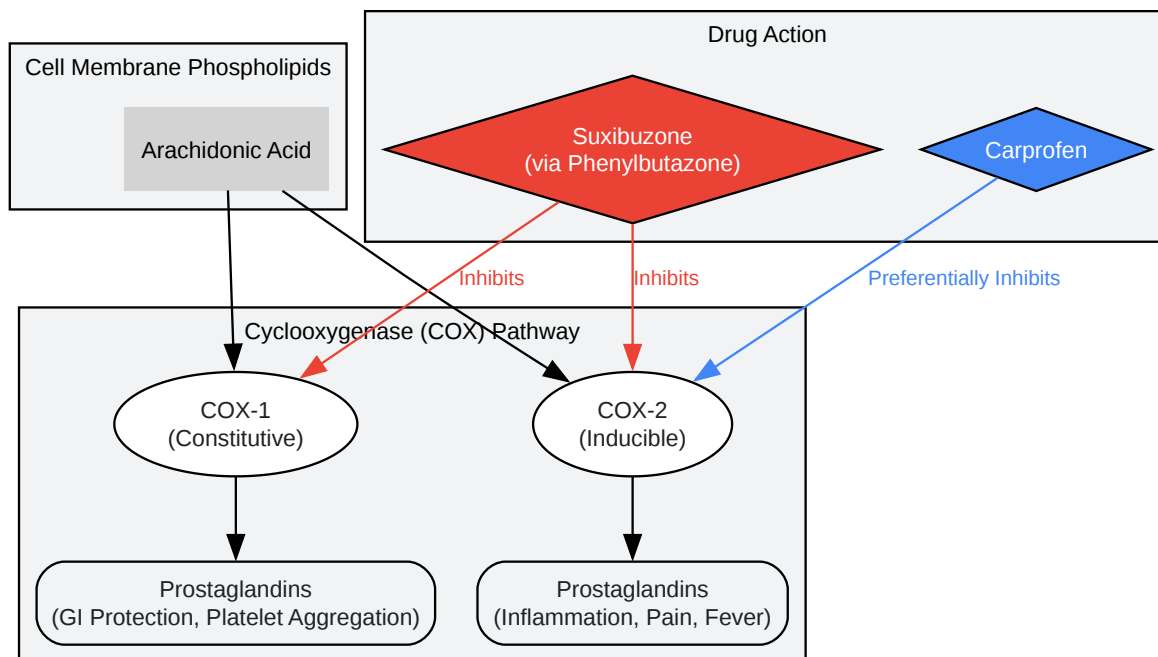 Drug Action
Cell Membrane Phospholipids
Arachidonic Acid
Suxibuzone
(via Phenylbutazone)
Carprofen
Inhibits
Inhibits
Preferentially Inhibits
Cyclooxygenase (COX) Pathway
COX-1
(Constitutive)
COX-2
(Inducible)
Prostaglandins
(GI Protection, Platelet Aggregation)
Prostaglandins
(Inflammation, Pain, Fever)